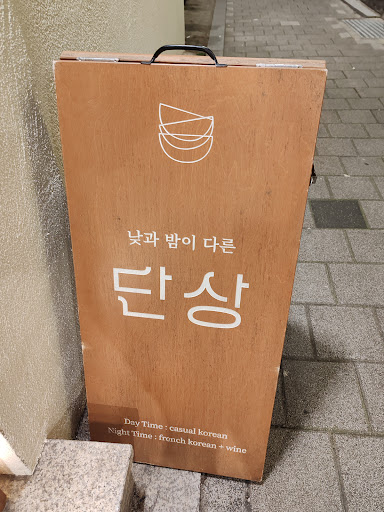 낮과 밤이 다른
단상
Day Time : casual korean
Night Time : french korean + wine